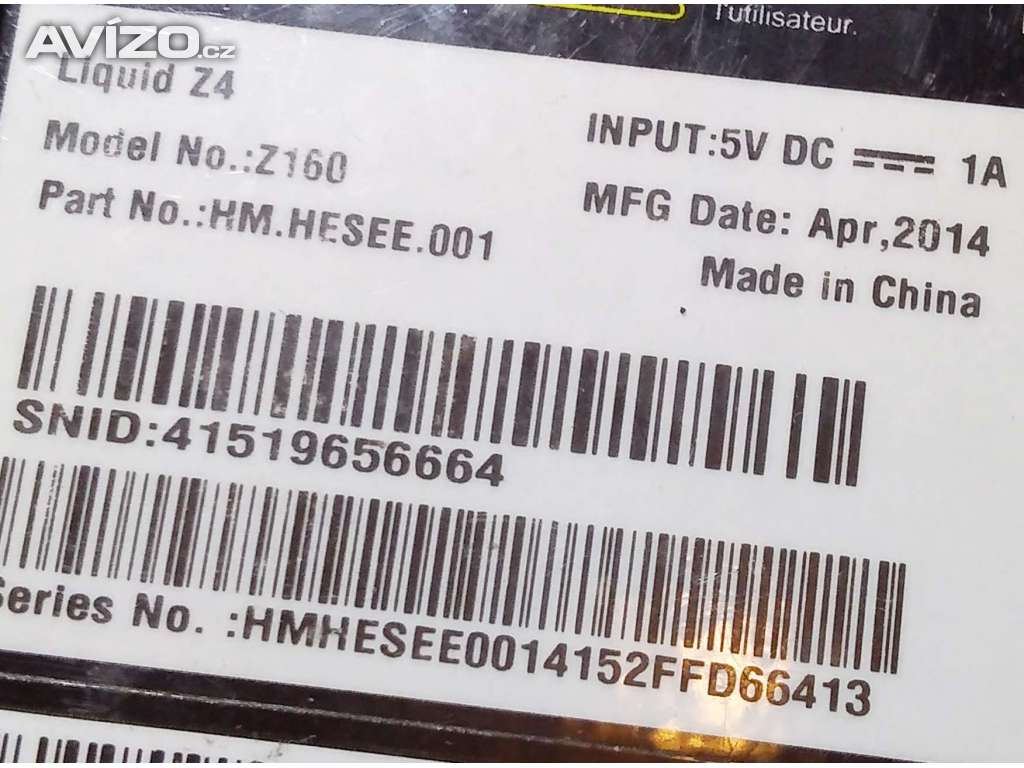 l'utilisateur.
AVÍZO.cz
Liquid Z4
Model No.:Z160
Part No.:HM.HESEE.001
INPUT:5V DC 1A
MFG Date: Apr,2014
Made in China
SNID:41519656664
Series No. :HMHESEE0014152FFD66413